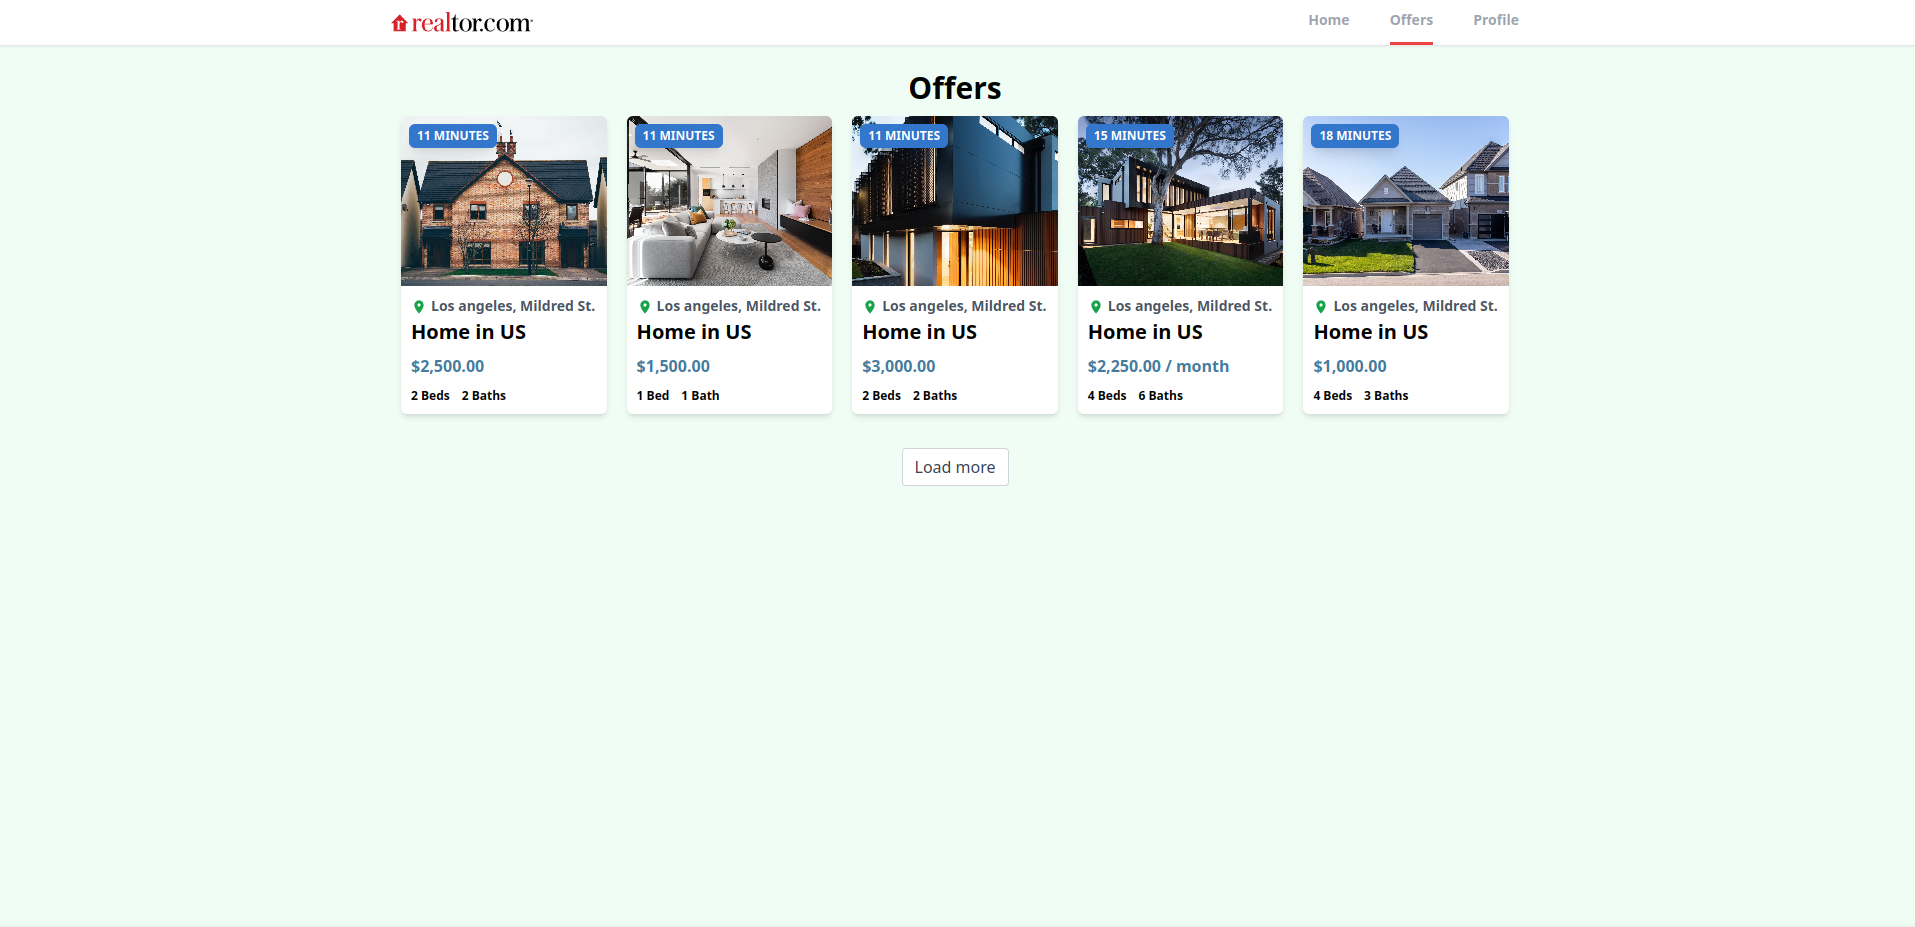 realtor.com
Home
Offers
Profile
Offers
11 MINUTES
Los angeles, Mildred St.
Home in US
$2,500.00
2 Beds 2 Baths
11 MINUTES
Los angeles, Mildred St.
Home in US
$1,500.00
1 Bed 1 Bath
11 MINUTES
Los angeles, Mildred St.
Home in US
$3,000.00
2 Beds 2 Baths
15 MINUTES
Los angeles, Mildred St.
Home in US
$2,250.00 / month
4 Beds 6 Baths
18 MINUTES
Los angeles, Mildred St.
Home in US
$1,000.00
4 Beds 3 Baths
Load more